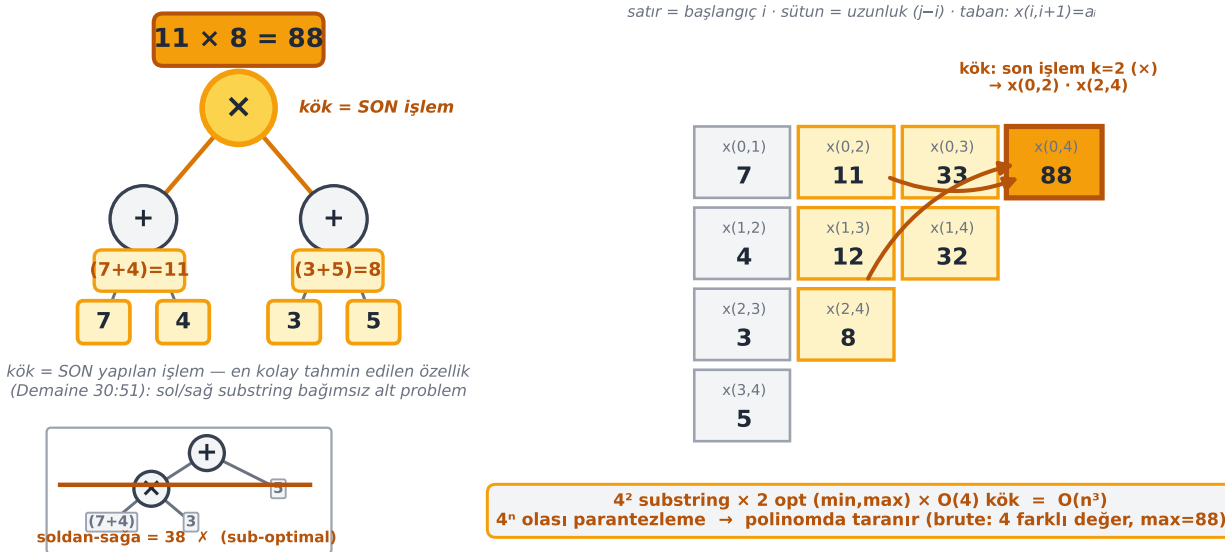 11 × 8 = 88
×
kök = SON işlem
+
+
(7+4)=11
(3+5)=8
7
4
3
5
kök = SON yapılan işlem — en kolay tahmin edilen özellik
(Demaine 30:51): sol/sağ substring bağımsız alt problem
+
×
5
(7+4)
3
soldan-sağa = 38 ✗ (sub-optimal)
satır = başlangıç i · sütun = uzunluk (j−i) · taban: x(i,i+1)=aᵢ
kök: son işlem k=2 (×)
→ x(0,2) · x(2,4)
x(0,1)
7
x(0,2)
11
x(0,3)
33
x(0,4)
88
x(1,2)
4
x(1,3)
12
x(1,4)
32
x(2,3)
3
x(2,4)
8
x(3,4)
5
4² substring × 2 opt (min,max) × O(4) kök = O(n³)
4ⁿ olası parantezleme → polinomda taranır (brute: 4 farklı değer, max=88)